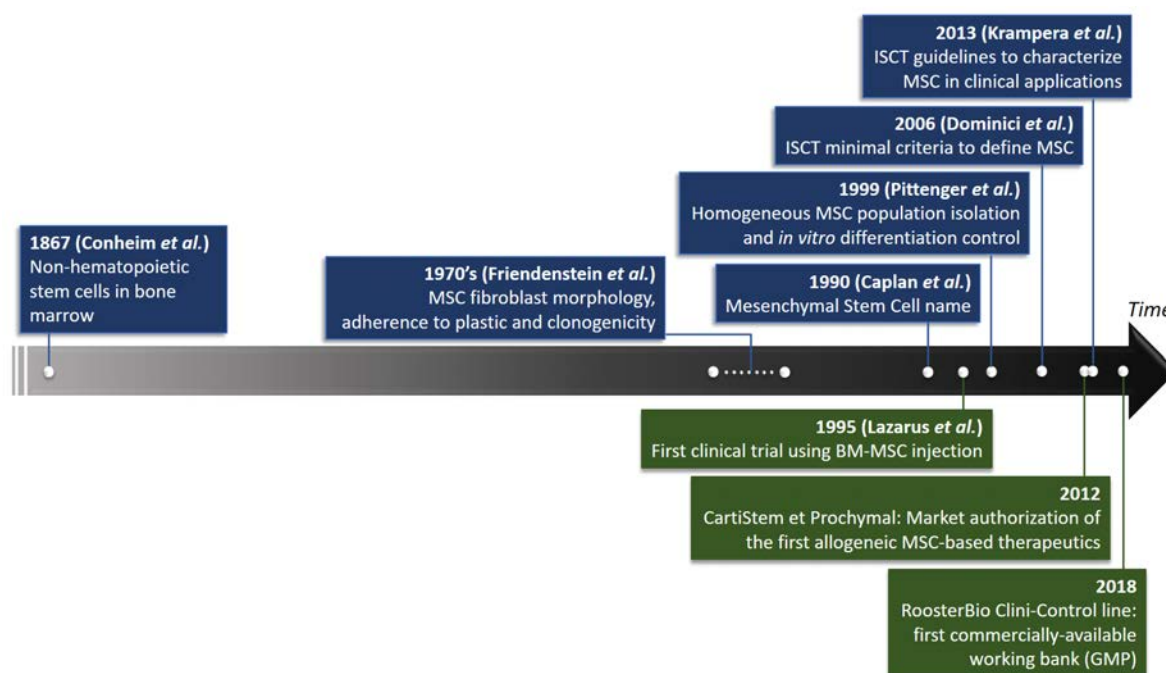 2013 (Krampera et al.)
ISCT guidelines to characterize
MSC in clinical applications
2006 (Dominici et al.)
ISCT minimal criteria to define MSC
1999 (Pittenger et al.)
Homogeneous MSC population isolation
and in vitro differentiation control
1867 (Conheim et al.)
Non-hematopoietic
stem cells in bone
marrow
1970's (Friendenstein et al.)
MSC fibroblast morphology,
adherence to plastic and clonogenicity
1990 (Caplan et al.)
Mesenchymal Stem Cell name
Time
1995 (Lazarus et al.)
First clinical trial using BM-MSC injection
2012
CartiStem et Prochymal: Market authorization of
the first allogeneic MSC-based therapeutics
2018
RoosterBio Clini-Control line:
first commercially-available
working bank (GMP)